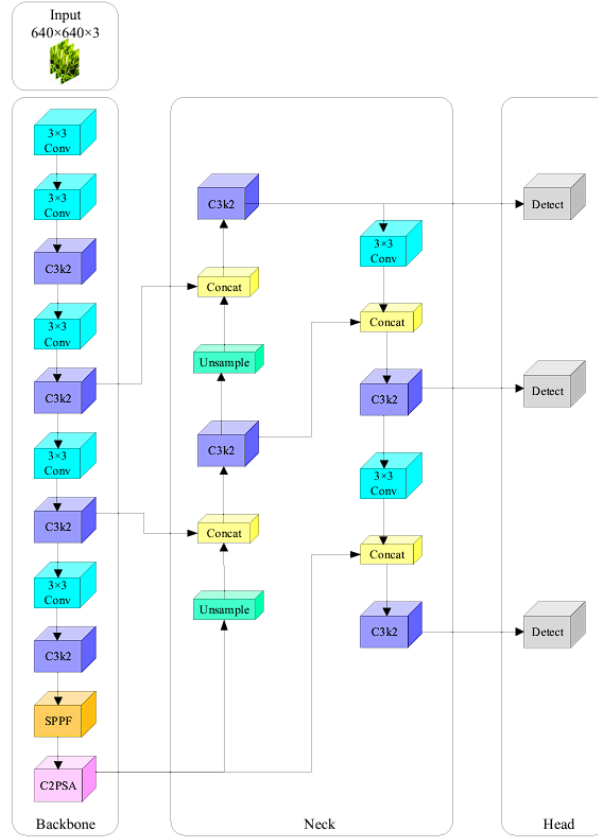 Input
640×640×3
3×3
Conv
3×3
Conv
C3k2
3×3
Conv
C3k2
3×3
Conv
C3k2
3×3
Conv
C3k2
SPPF
C2PSA
Backbone
C3k2
Concat
Unsample
C3k2
Concat
Unsample
3×3
Conv
Concat
C3k2
3×3
Conv
Concat
C3k2
Neck
Detect
Detect
Detect
Head